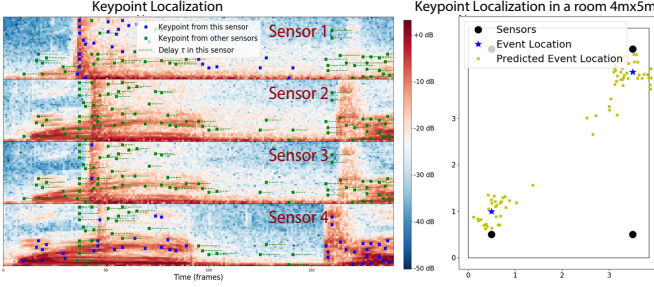 Keypoint Localization
Keypoint from this sensor
Keypoint from other sensors
Delay τ in this sensor
Sensor 1
Sensor 2
Sensor 3
Sensor 4
0
50
100
150
Time (frames)
+0 dB
-10 dB
-20 dB
-30 dB
-40 dB
-50 dB
Keypoint Localization in a room 4mx5m
Sensors
Event Location
Predicted Event Location
4
3
2
1
0
0
1
2
3